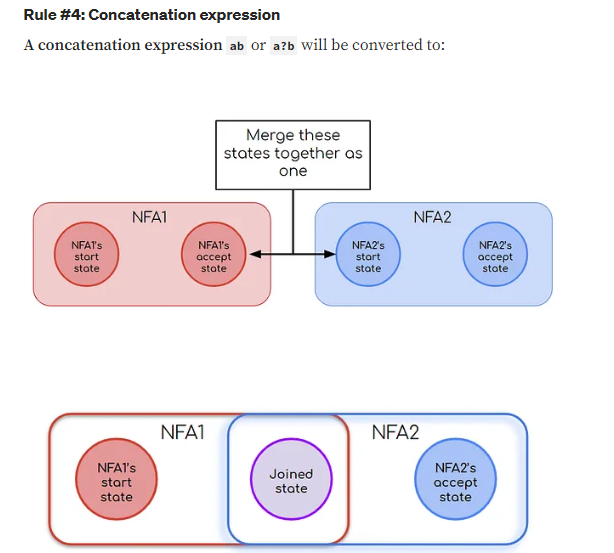 Rule #4: Concatenation expression
A concatenation expression ab or a?b will be converted to:
Merge these
states together as
one
NFA1
NFA1's
start
state
NFA1's
accept
state
NFA2
NFA2's
start
state
NFA2's
accept
state
NFA1
NFA1's
start
state
Joined
state
NFA2
NFA2's
accept
state